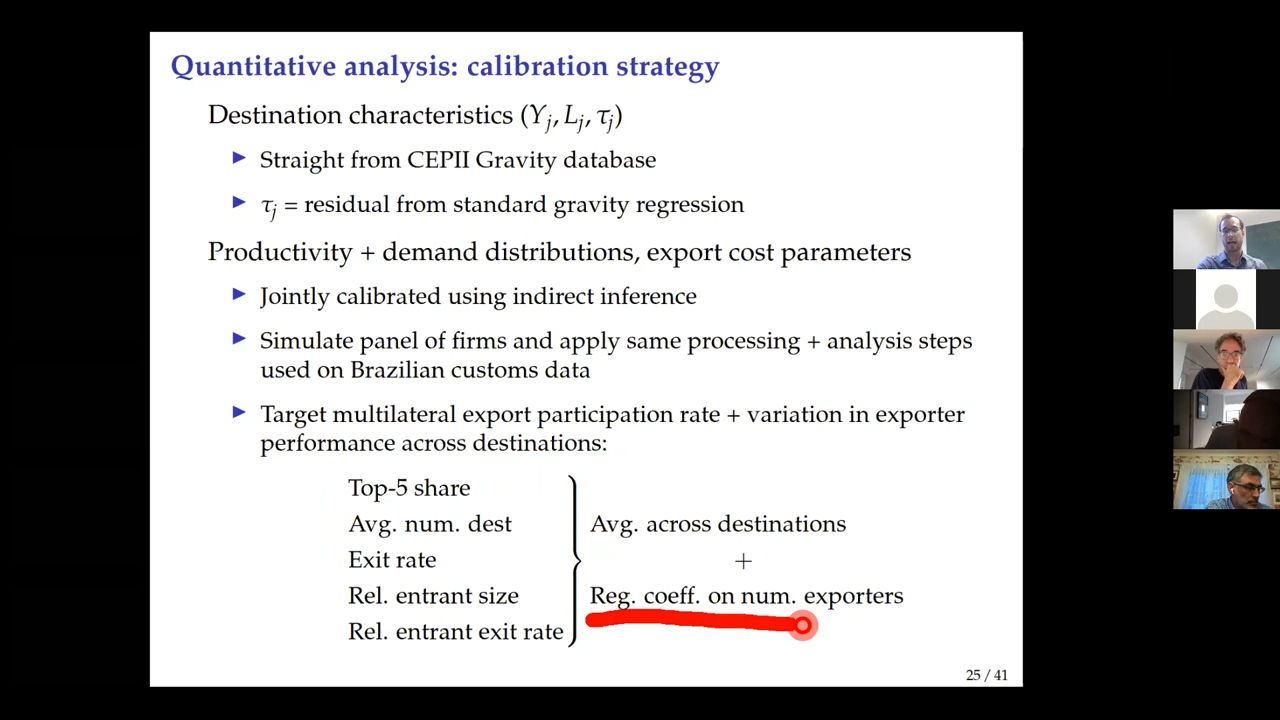 Quantitative analysis: calibration strategy
Destination characteristics (Yj, Lj, τj)
Straight from CEPII Gravity database
τj = residual from standard gravity regression
Productivity + demand distributions, export cost parameters
Jointly calibrated using indirect inference
Simulate panel of firms and apply same processing + analysis steps
used on Brazilian customs data
Target multilateral export participation rate + variation in exporter
performance across destinations:
Top-5 share
Avg. num. dest
Exit rate
Rel. entrant size
Rel. entrant exit rate
Avg. across destinations
+
Reg. coeff. on num. exporters
25 / 41